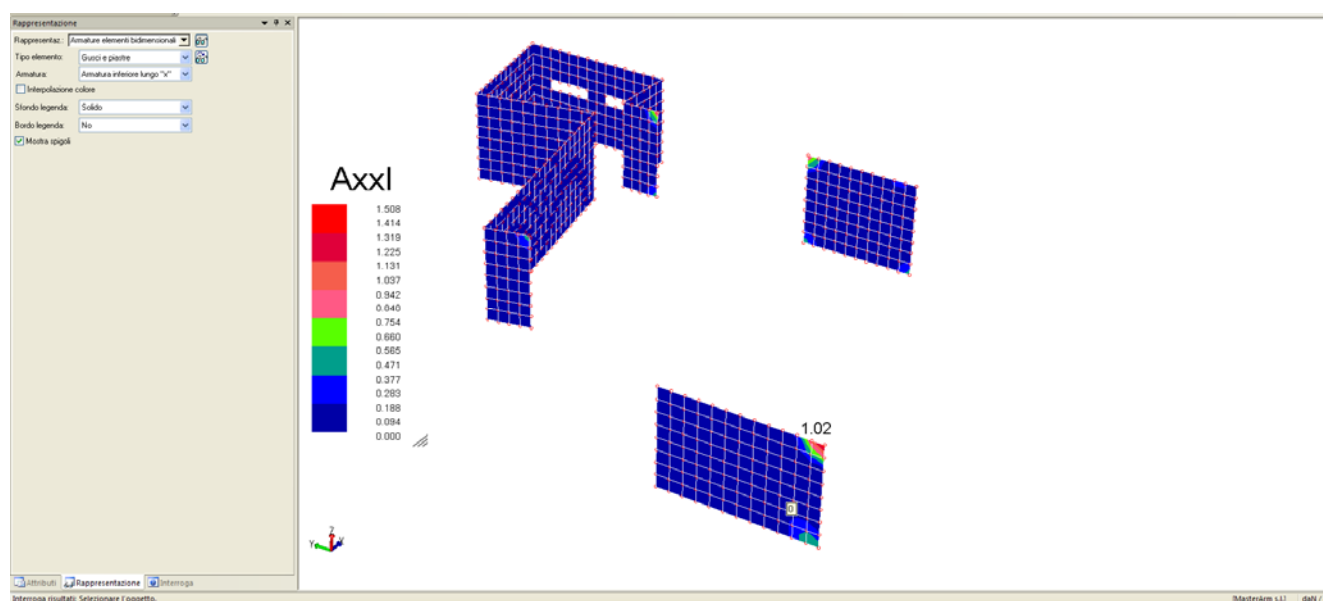 Rappresentazione
Rappresentaz.: Armature elementi bidimensionali
Tipo elemento: Gusci e piastre
Armatura: Armatura inferiore lungo "x"
Interpolazione colore
Sfondo legenda: Solido
Bordo legenda: No
Mostra spigoli
AxxI
1.508
1.414
1.319
1.225
1.131
1.037
0.942
0.848
0.754
0.660
0.565
0.471
0.377
0.283
0.188
0.094
0.000
1.02
0
Z
Y
Attributi Rappresentazione Interroga
Interroga risultati: Selezionare l'oggetto. [MasterArm s.l.] daN /